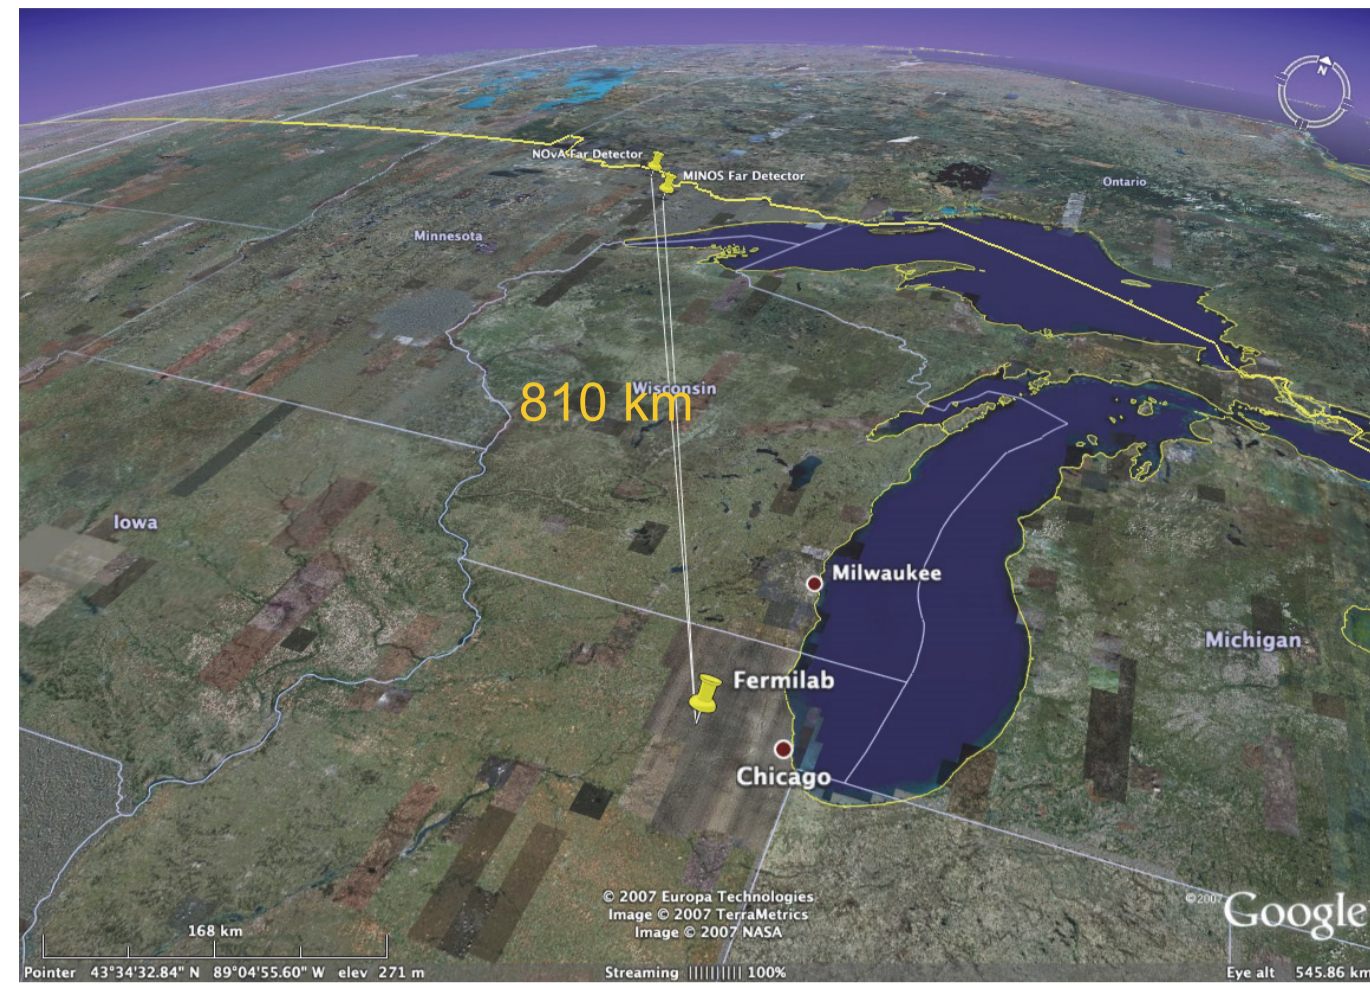 N
NOvA Far Detector
MINOS Far Detector
Ontario
Minnesota
810 km
Wisconsin
Iowa
Milwaukee
Michigan
Fermilab
Chicago
© 2007 Europa Technologies
Image © 2007 TerraMetrics
Image © 2007 NASA
© 2007
Google
168 km
Pointer 43°34'32.84" N 89°04'55.60" W elev 271 m
Streaming ||||||||| 100%
Eye alt 545.86 km